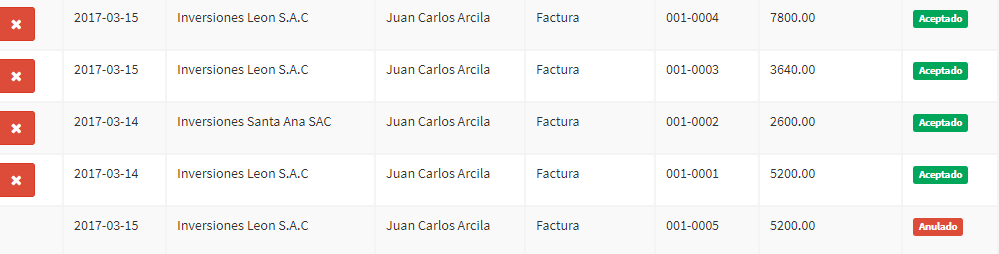 2017-03-15 Inversiones Leon S.A.C Juan Carlos Arcila Factura 001-0004 7800.00 Aceptado
2017-03-15 Inversiones Leon S.A.C Juan Carlos Arcila Factura 001-0003 3640.00 Aceptado
2017-03-14 Inversiones Santa Ana SAC Juan Carlos Arcila Factura 001-0002 2600.00 Aceptado
2017-03-14 Inversiones Leon S.A.C Juan Carlos Arcila Factura 001-0001 5200.00 Aceptado
2017-03-15 Inversiones Leon S.A.C Juan Carlos Arcila Factura 001-0005 5200.00 Anulado